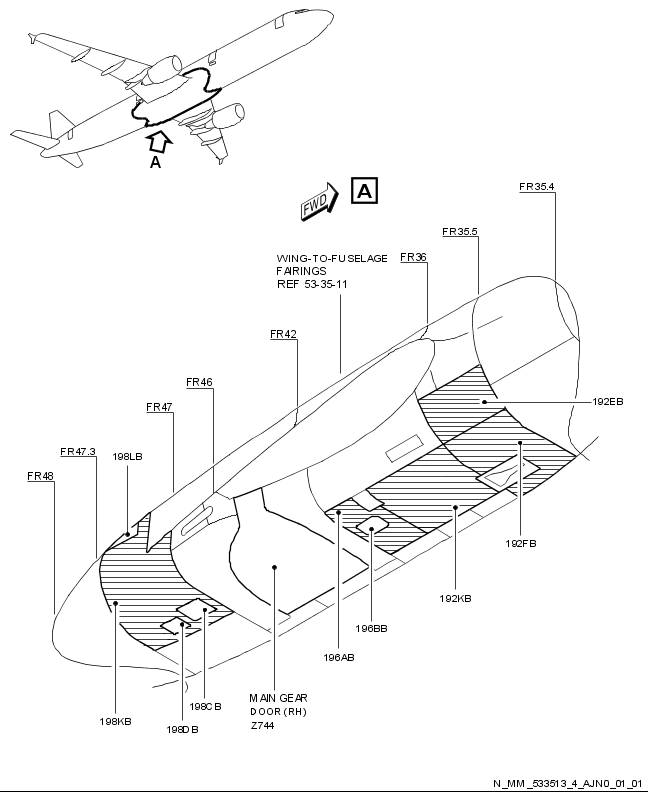 A
FWD
A
FR35.4
FR35.5
FR36
WING-TO-FUSELAGE
FAIRINGS
REF 53-35-11
FR42
FR46
FR47
FR47.3
198LB
FR48
192EB
192FB
192KB
196BB
196AB
198CB
198KB
198DB
MAIN GEAR
DOOR (RH)
Z744
N_MM_533513_4_AJN0_01_01